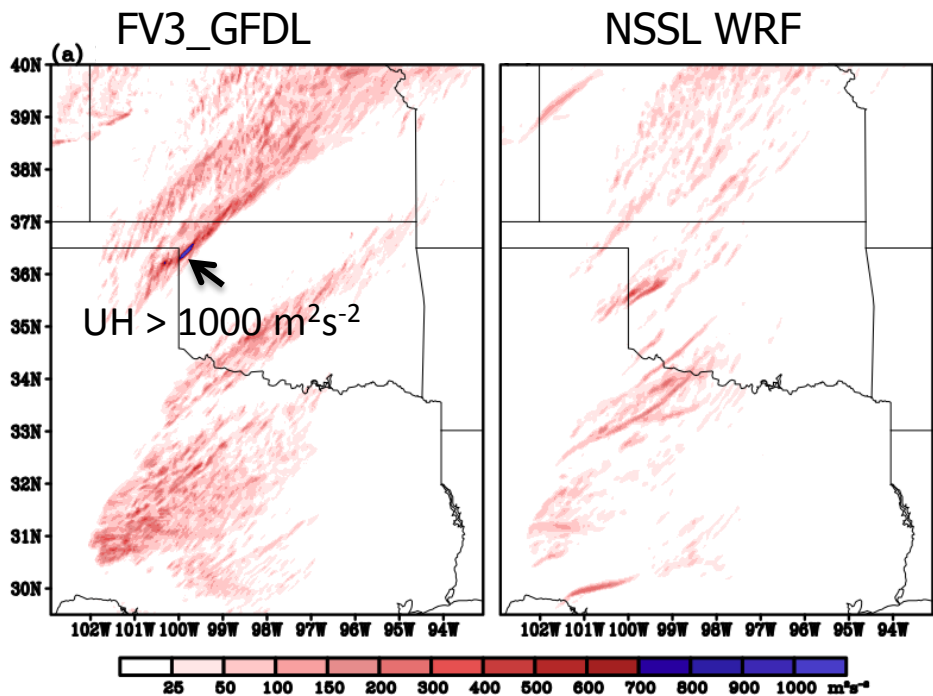 FV3_GFDL NSSL WRF
(a)
40N
39N
38N
37N
36N
35N
34N
33N
32N
31N
30N
UH > 1000 m²s⁻²
102W 101W 100W 99W 98W 97W 96W 95W 94W 102W 101W 100W 99W 98W 97W 96W 95W 94W
25 50 100 150 200 300 400 500 600 700 800 900 1000 m²s⁻²